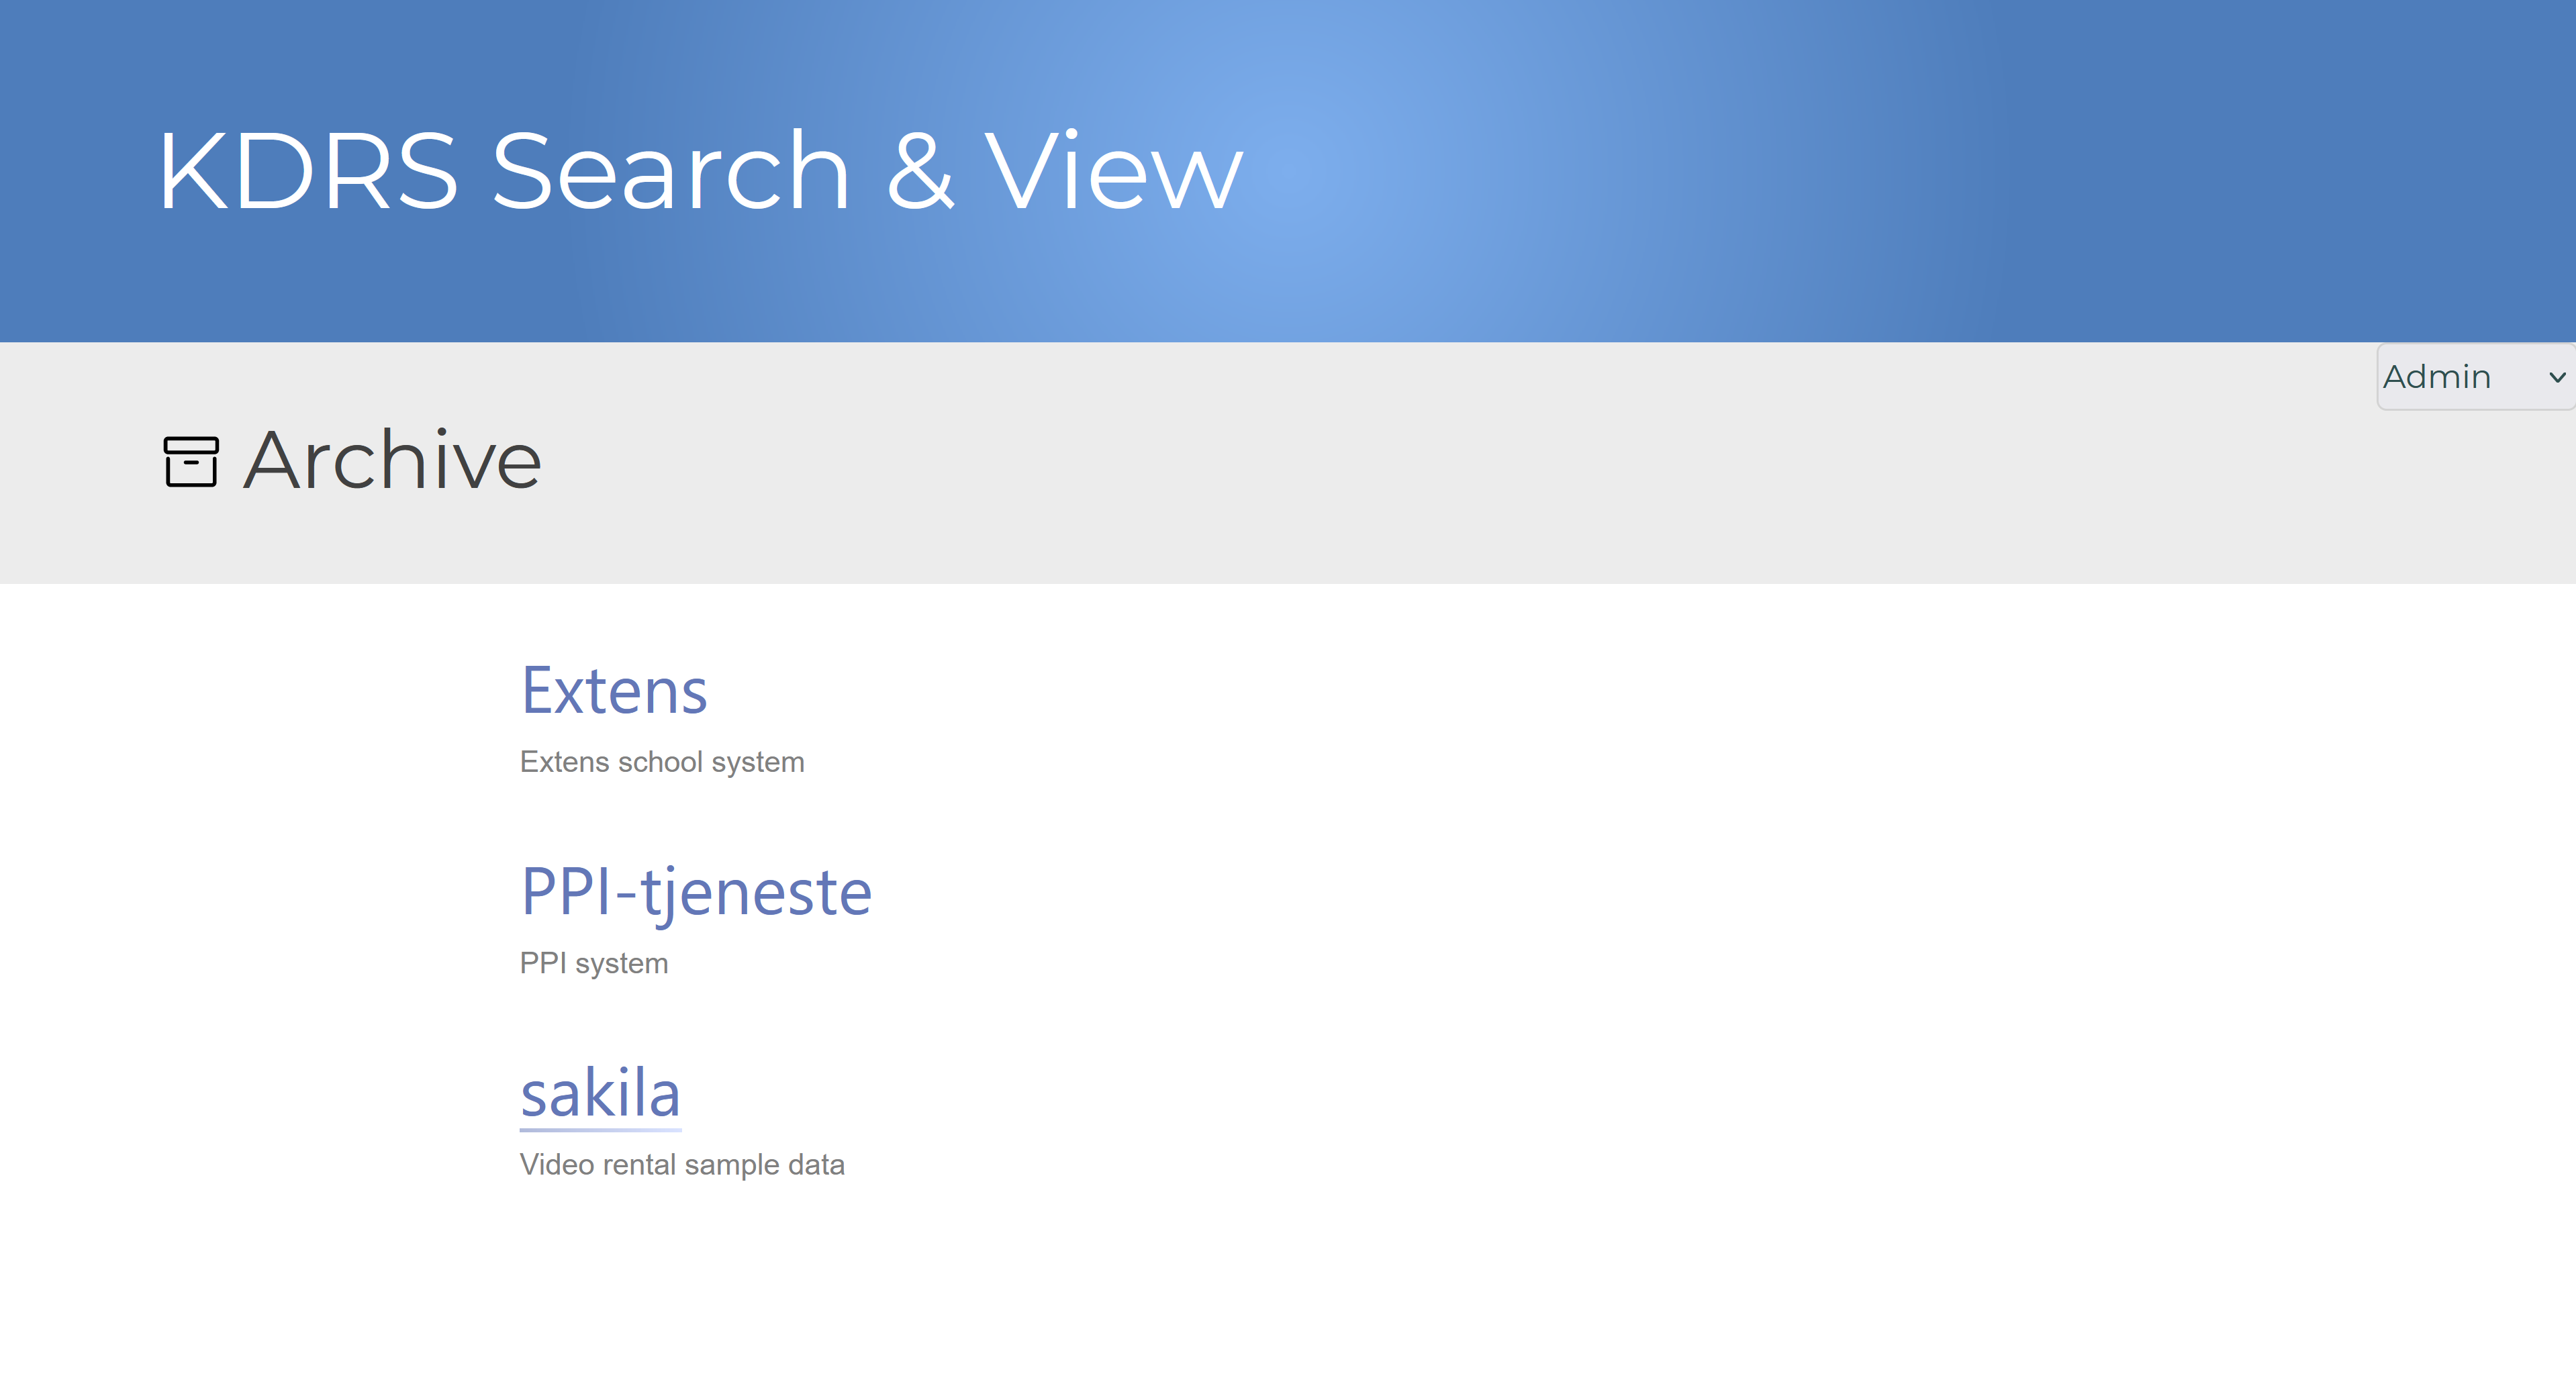 KDRS Search & View
Admin
Archive
Extens
Extens school system
PPI-tjeneste
PPI system
sakila
Video rental sample data